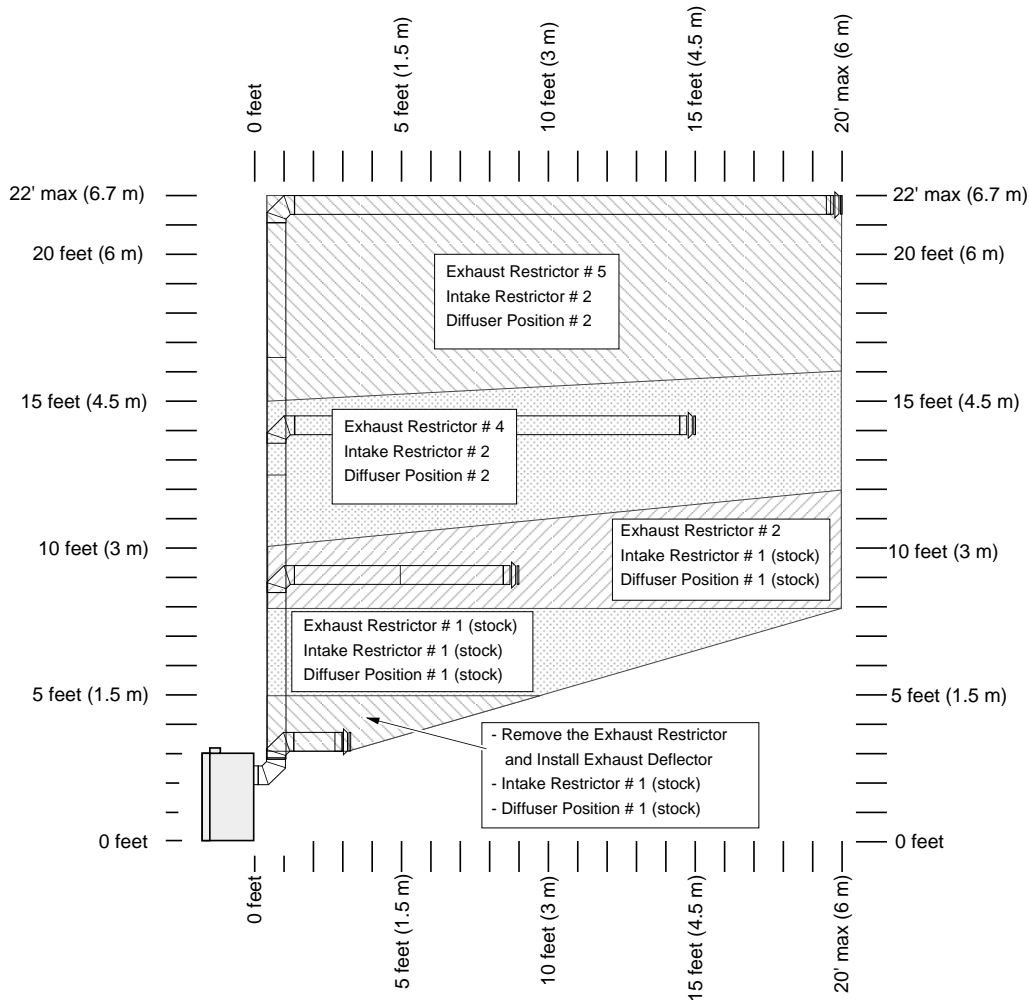 0 feet
5 feet (1.5 m)
10 feet (3 m)
15 feet (4.5 m)
20' max (6 m)
22' max (6.7 m)
22' max (6.7 m)
20 feet (6 m)
20 feet (6 m)
Exhaust Restrictor # 5
Intake Restrictor # 2
Diffuser Position # 2
15 feet (4.5 m)
15 feet (4.5 m)
Exhaust Restrictor # 4
Intake Restrictor # 2
Diffuser Position # 2
Exhaust Restrictor # 2
Intake Restrictor # 1 (stock)
Diffuser Position # 1 (stock)
10 feet (3 m)
10 feet (3 m)
Exhaust Restrictor # 1 (stock)
Intake Restrictor # 1 (stock)
Diffuser Position # 1 (stock)
5 feet (1.5 m)
5 feet (1.5 m)
- Remove the Exhaust Restrictor
and Install Exhaust Deflector
- Intake Restrictor # 1 (stock)
- Diffuser Position # 1 (stock)
0 feet
0 feet
0 feet
5 feet (1.5 m)
10 feet (3 m)
15 feet (4.5 m)
20' max (6 m)